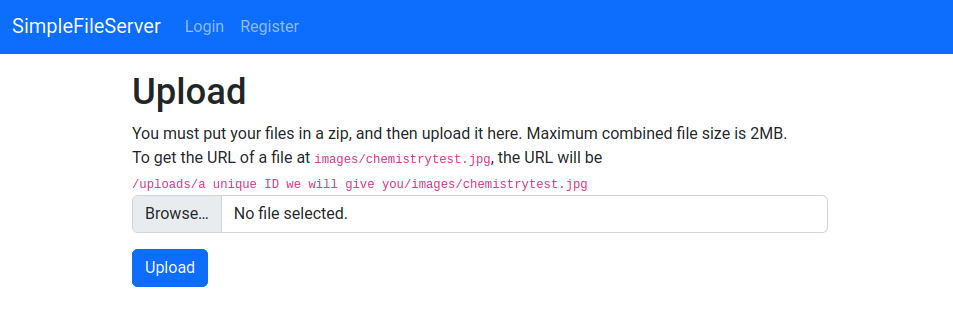 SimpleFileServer Login Register
Upload
You must put your files in a zip, and then upload it here. Maximum combined file size is 2MB.
To get the URL of a file at images/chemistrytest.jpg, the URL will be
/uploads/a unique ID we will give you/images/chemistrytest.jpg
Browse... No file selected.
Upload